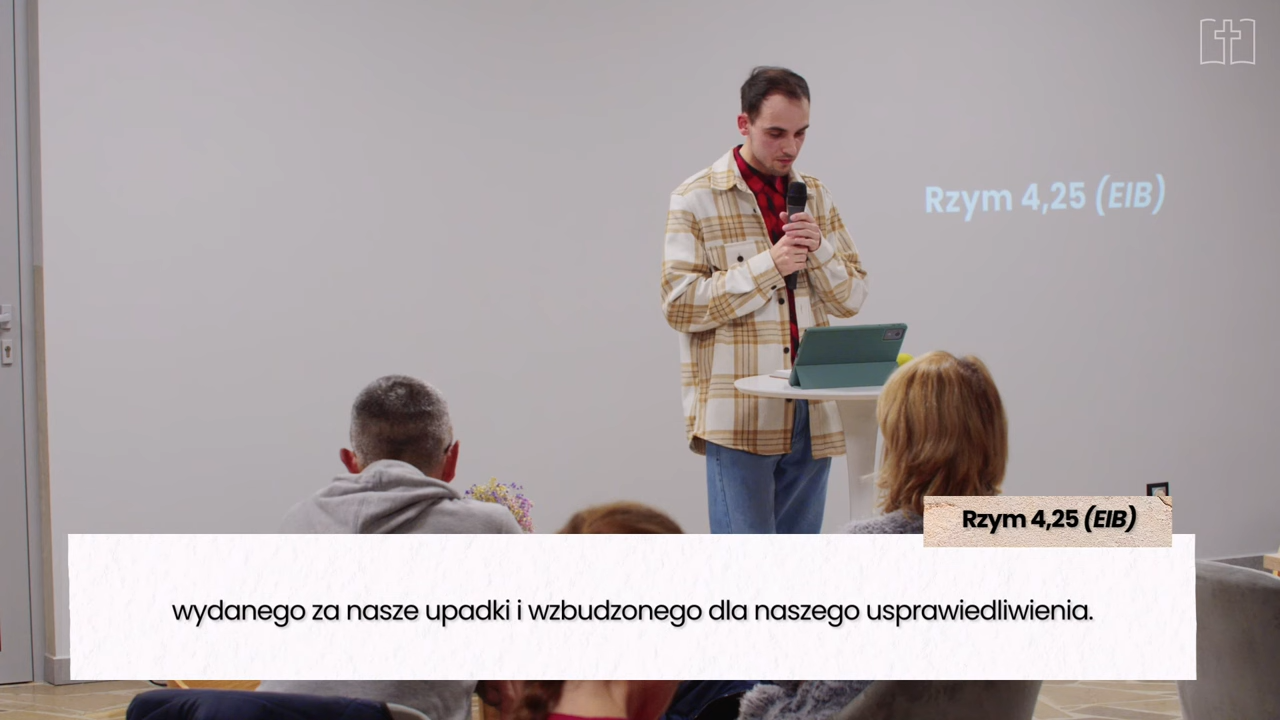 Rzym 4,25 (EIB)
Rzym 4,25 (EIB)
wydanego za nasze upadki i wzbudzonego dla naszego usprawiedliwienia.